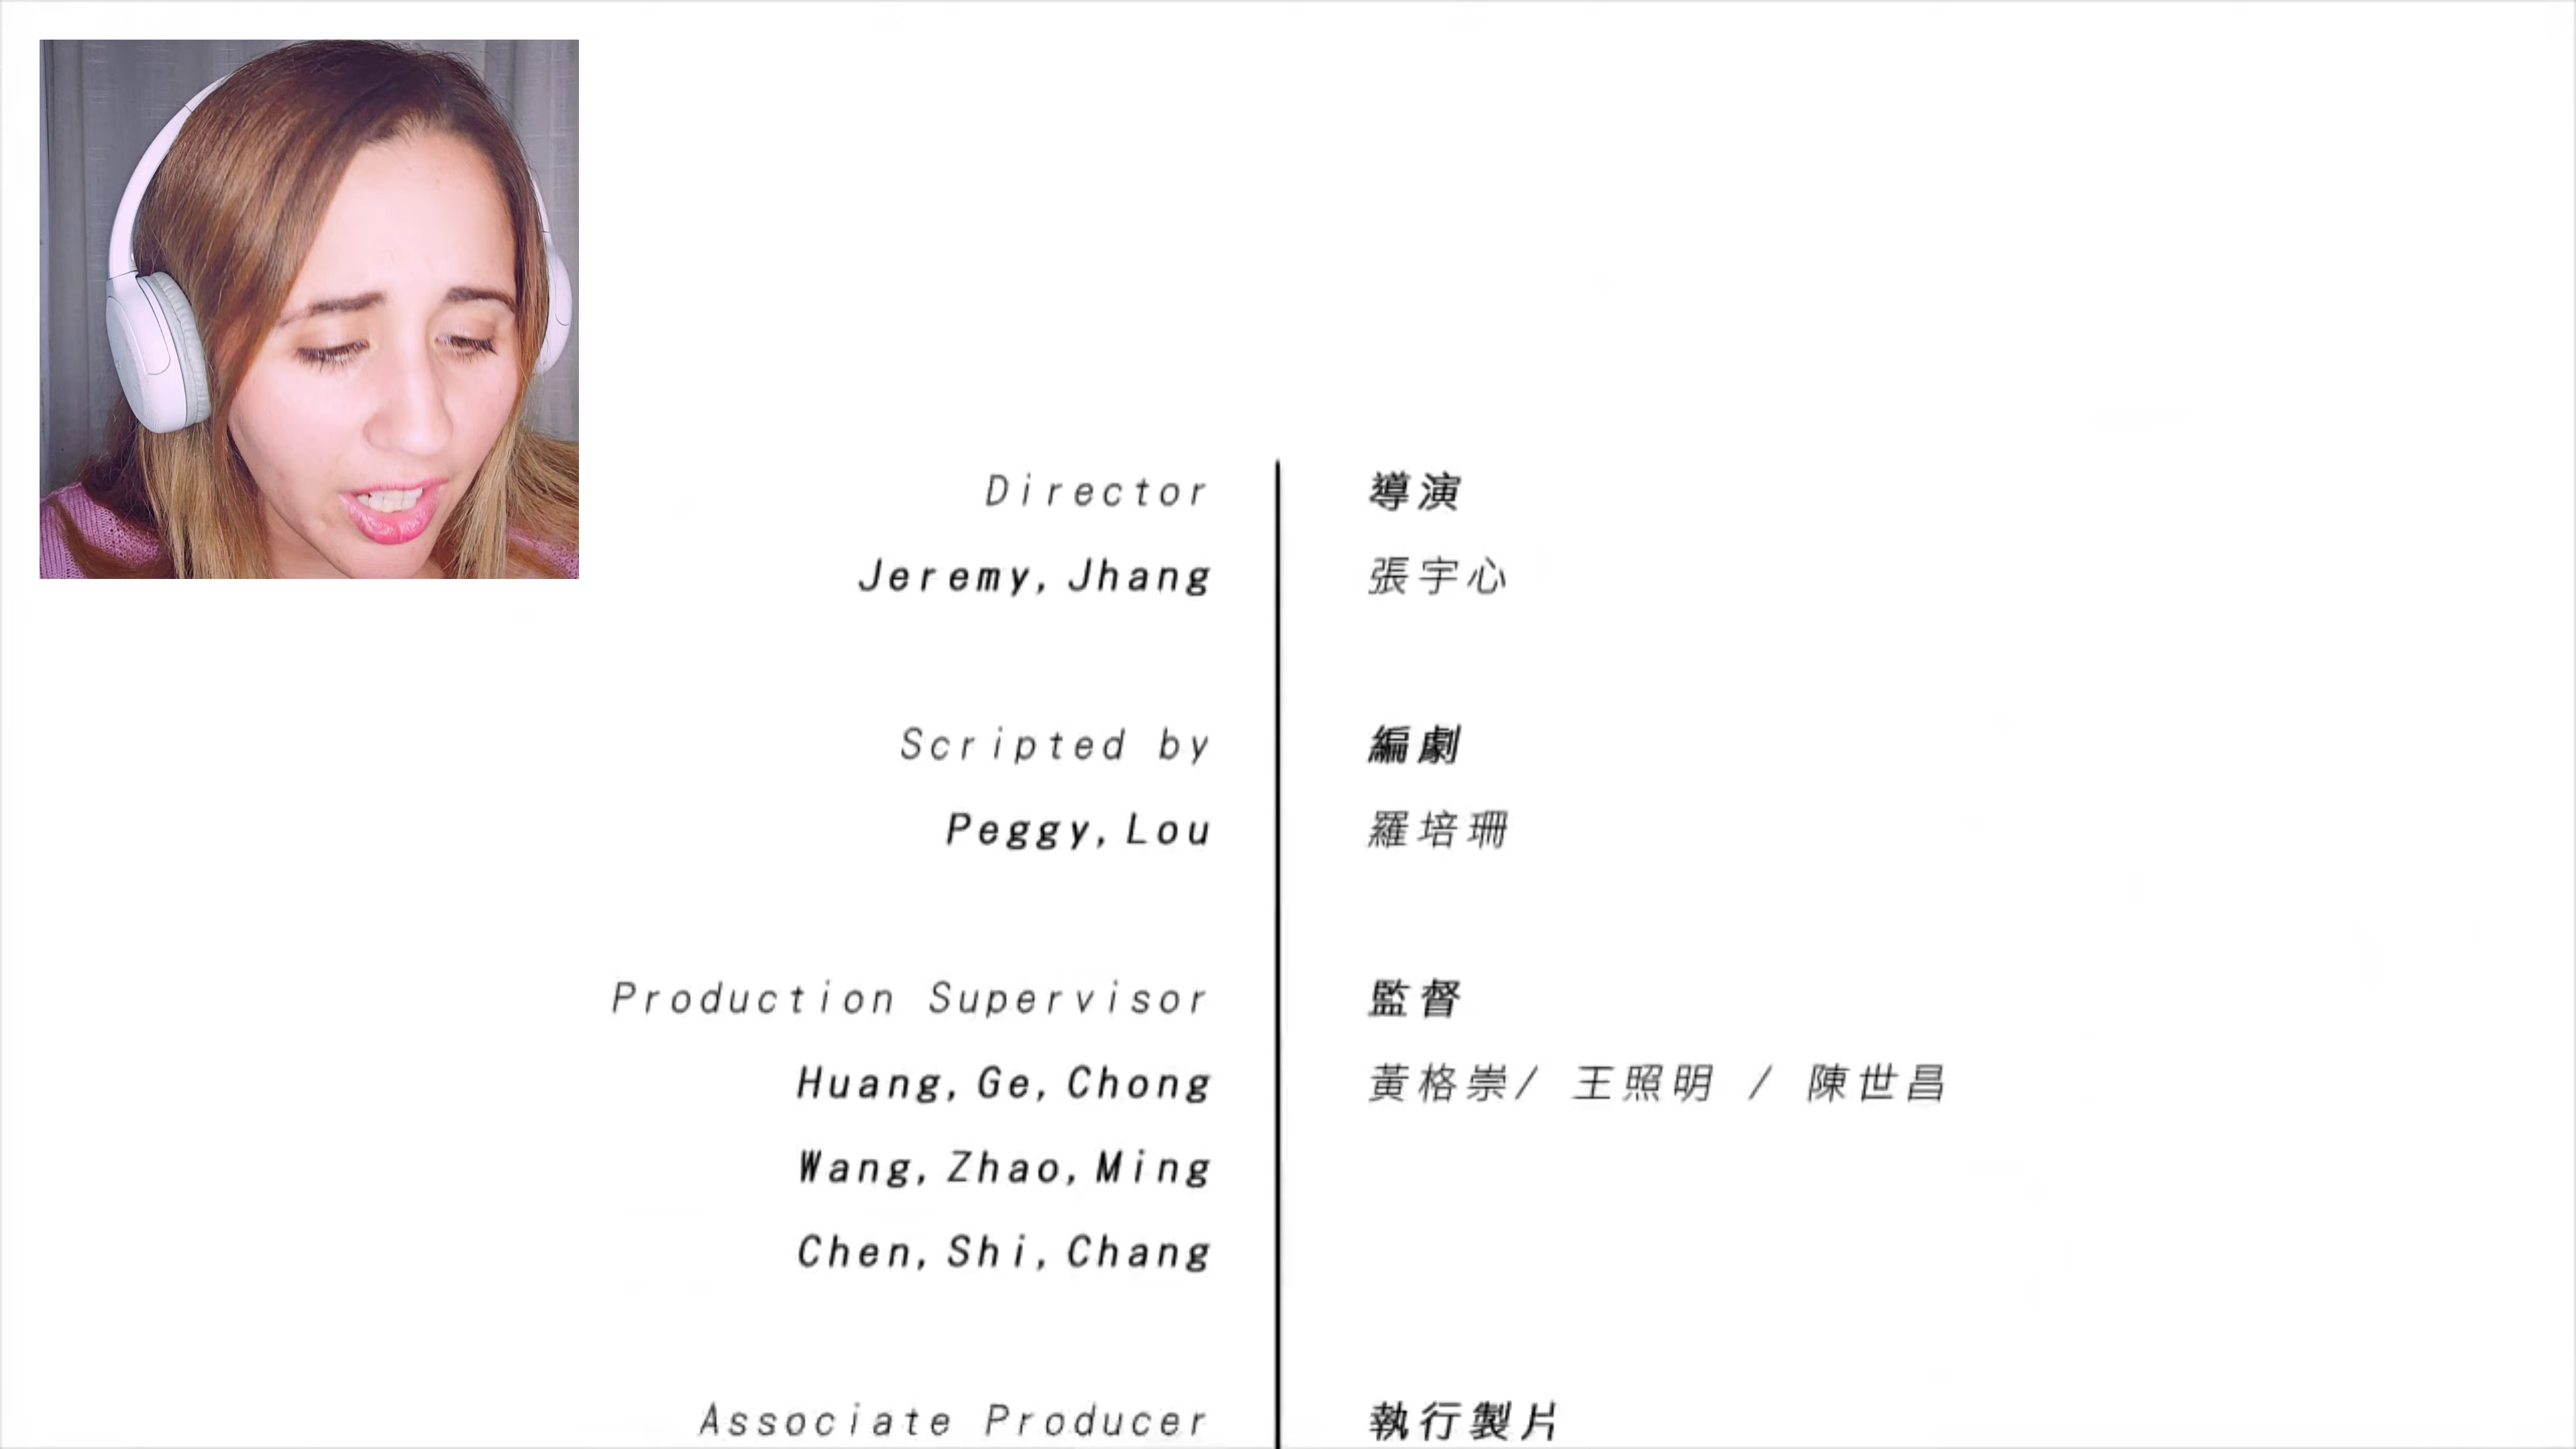 Director 導演
Jeremy, Jhang 張宇心
Scripted by 編劇
Peggy, Lou 羅培珊
Production Supervisor 監督
Huang, Ge, Chong 黃格崇/ 王照明 / 陳世昌
Wang, Zhao, Ming
Chen, Shi, Chang
Associate Producer 執行製片